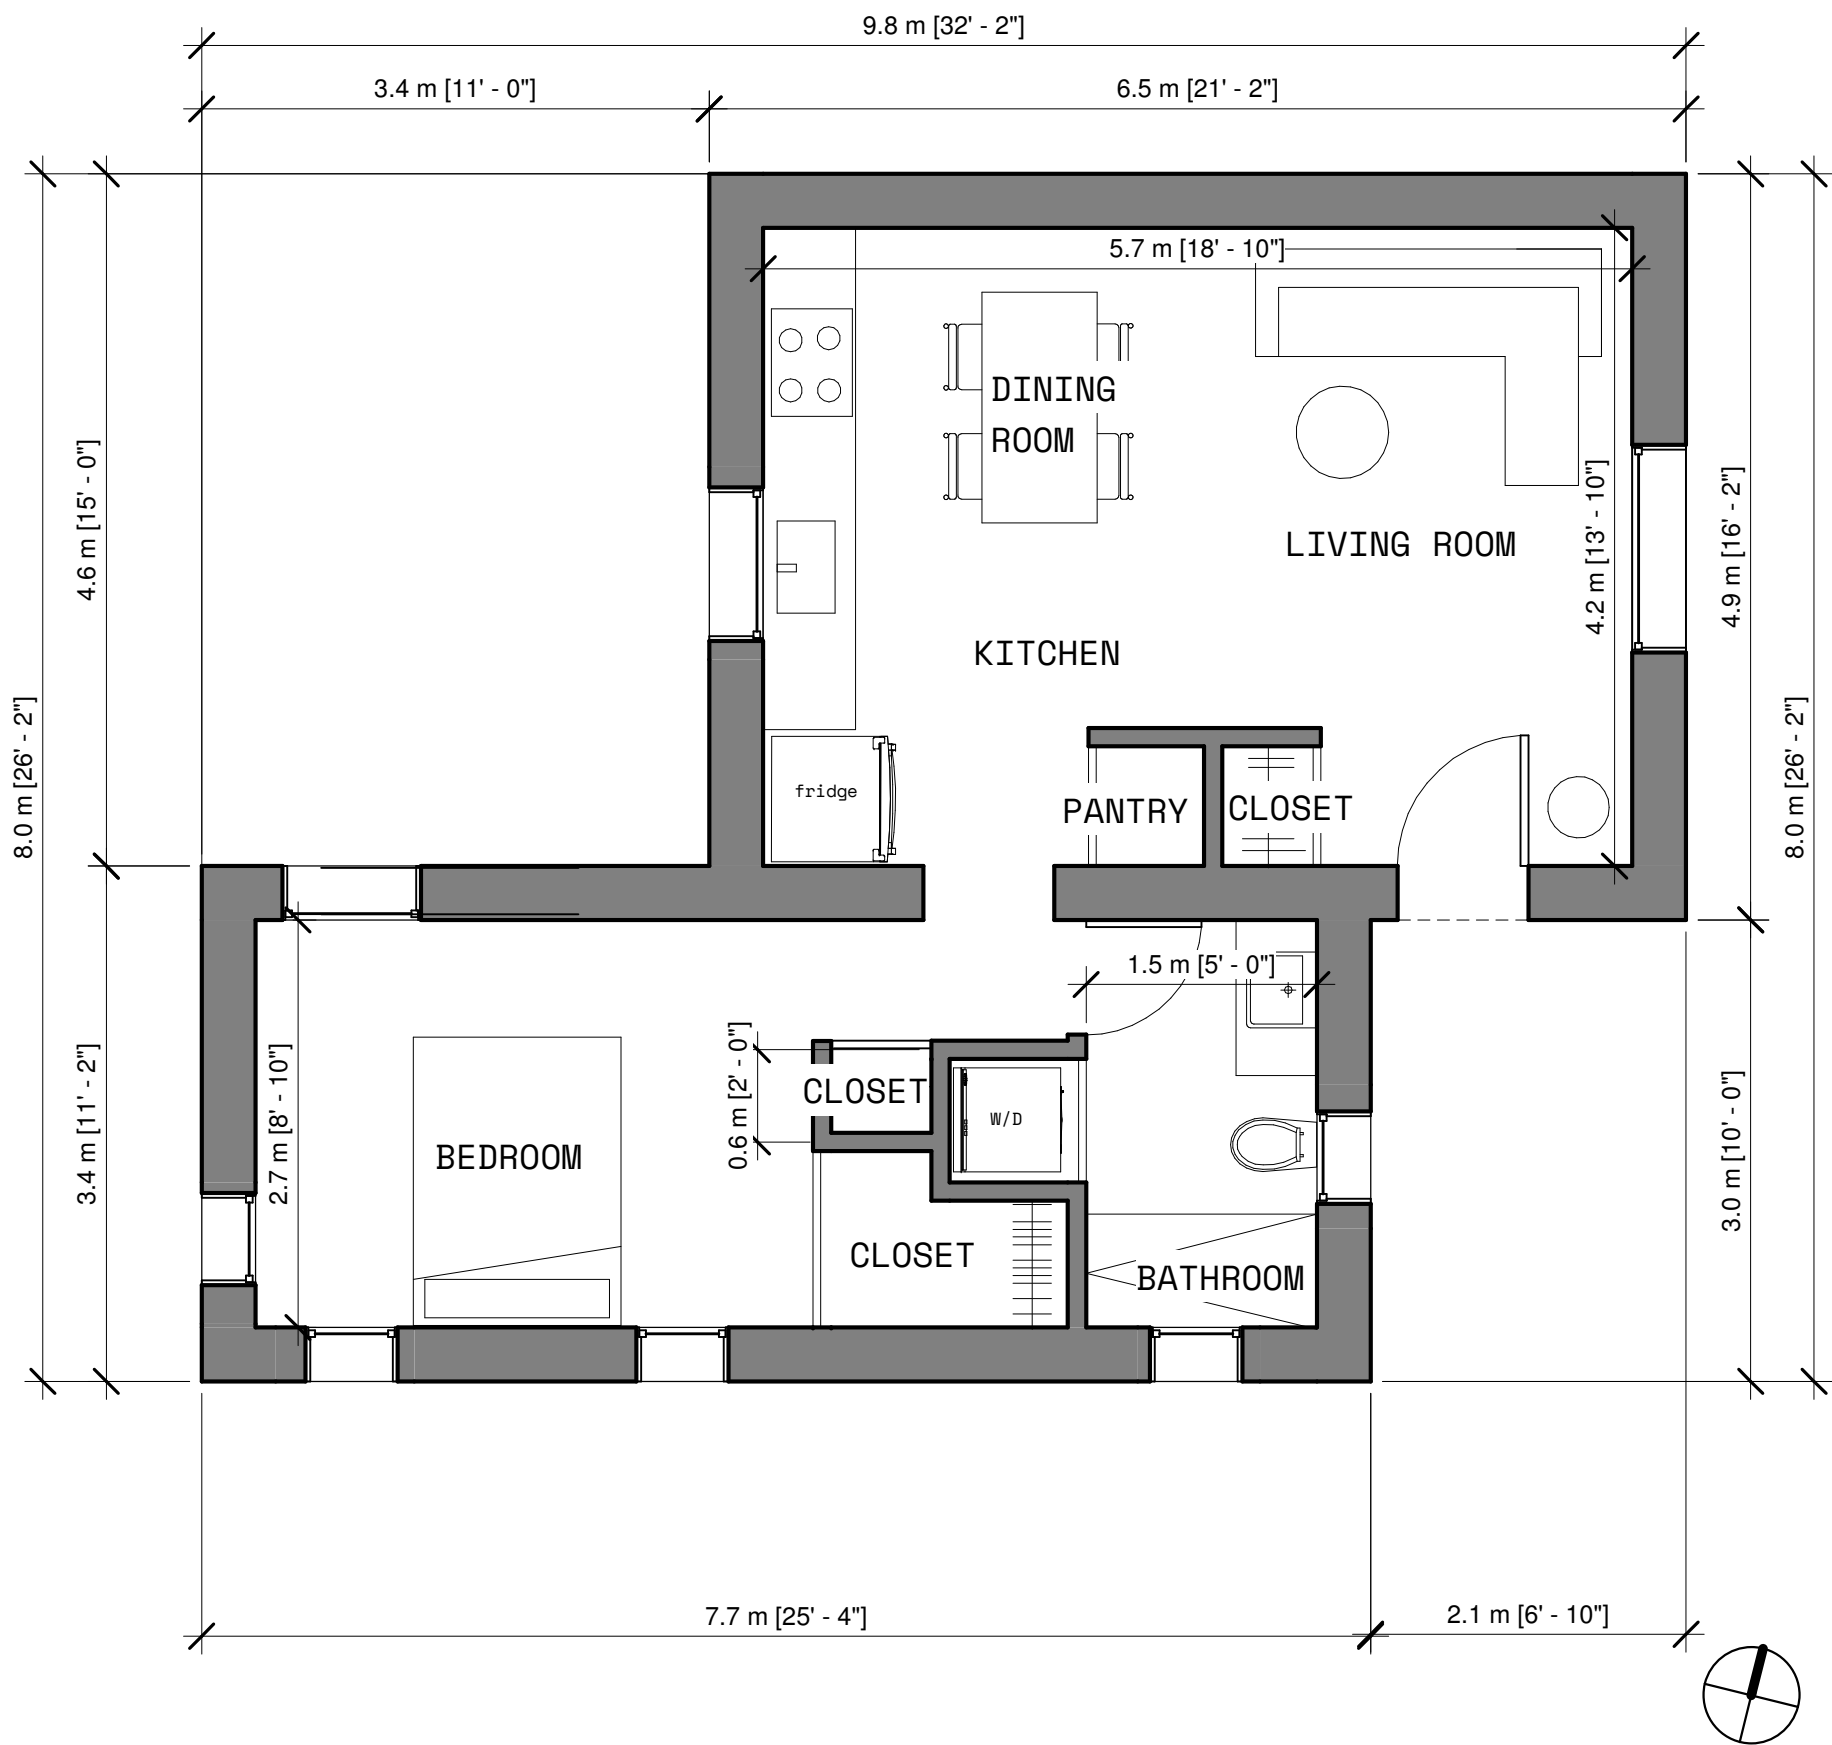 9.8 m [32' - 2"]
3.4 m [11' - 0"]
6.5 m [21' - 2"]
5.7 m [18' - 10"]
DINING
ROOM
LIVING ROOM
KITCHEN
4.6 m [15' - 0"]
4.2 m [13' - 10"]
4.9 m [16' - 2"]
8.0 m [26' - 2"]
8.0 m [26' - 2"]
fridge
PANTRY
CLOSET
1.5 m [5' - 0"]
3.4 m [11' - 2"]
2.7 m [8' - 10"]
0.6 m [2' - 0"]
CLOSET
W/D
BEDROOM
3.0 m [10' - 0"]
CLOSET
BATHROOM
7.7 m [25' - 4"]
2.1 m [6' - 10"]